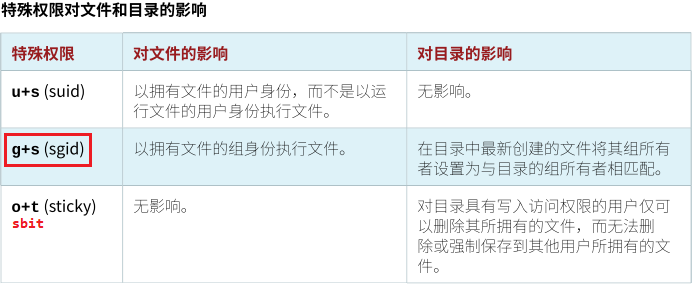 特殊权限对文件和目录的影响
特殊权限 对文件的影响 对目录的影响
u+s (suid) 以拥有文件的用户身份，而不是以运 无影响。
行文件的用户身份执行文件。
g+s (sgid) 以拥有文件的组身份执行文件。 在目录中最新创建的文件将其组所有
者设置为与目录的组所有者相匹配。
o+t (sticky) 无影响。 对目录具有写入访问权限的用户仅可
sbit 以删除其所拥有的文件，而无法删
除或强制保存到其他用户所拥有的文
件。